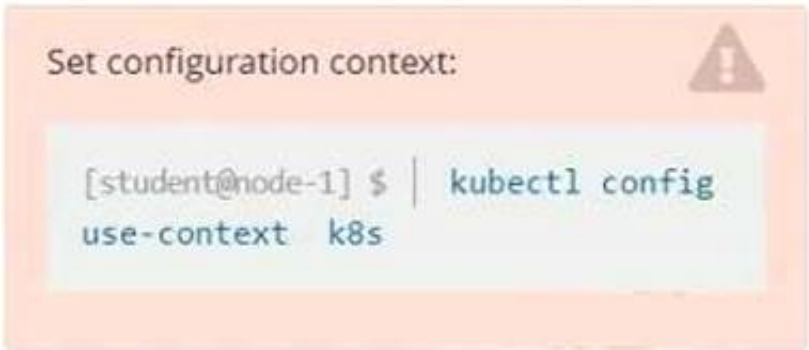 Set configuration context:
[student@node-1] $ | kubectl config
use-context k8s